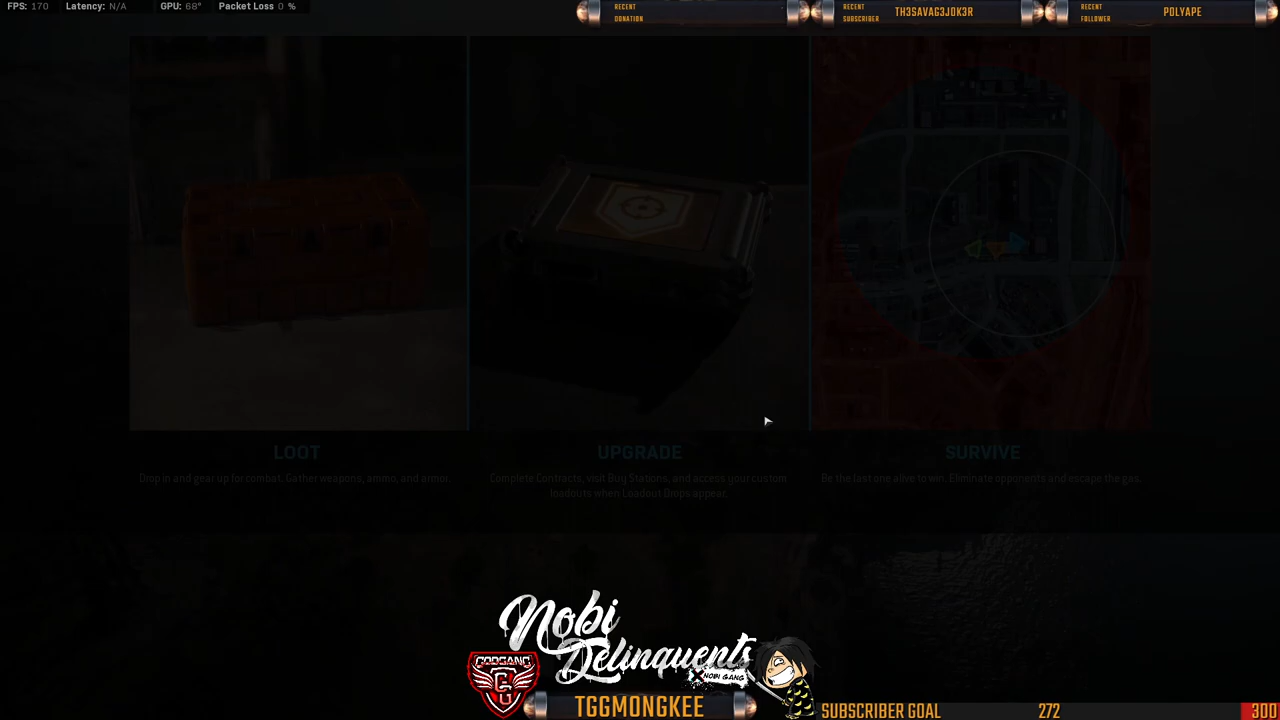 FPS: 170 Latency: N/A GPU: 68° Packet Loss 0 %
RECENT DONATION
RECENT SUBSCRIBER TH3SAVAG3J0K3R
RECENT FOLLOWER P0LYAPE
LOOT
Drop in and gear up for combat. Gather weapons, ammo, and armor.
UPGRADE
Complete Contracts, visit Buy Stations, and access your custom
loadouts when Loadout Drops appear.
SURVIVE
Be the last one alive to win. Eliminate opponents and escape the gas.
Nobi
Delinquents
X NOBI GANG
GODGANG
TGGMONGKEE
SUBSCRIBER GOAL 272 300